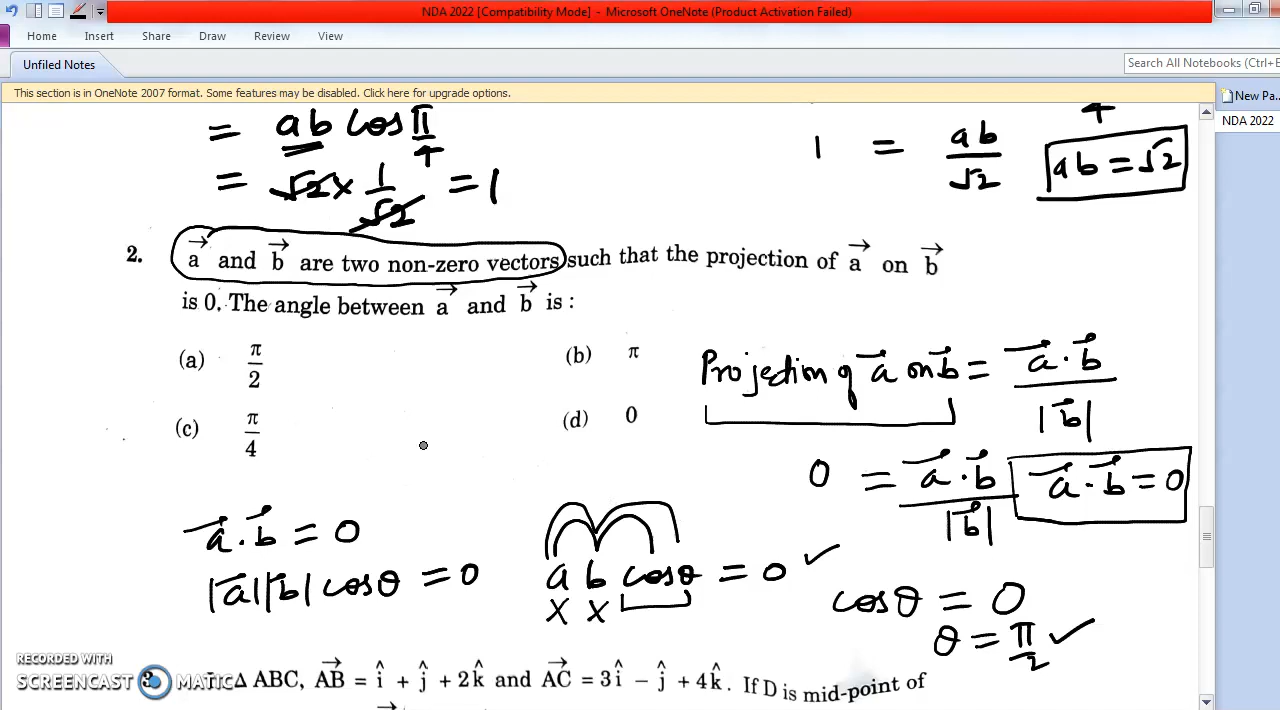 NDA 2022 [Compatibility Mode] - Microsoft OneNote (Product Activation Failed)
Home Insert Share Draw Review View
Unfiled Notes
Search All Notebooks (Ctrl+E
This section is in OneNote 2007 format. Some features may be disabled. Click here for upgrade options.
New Pa...
NDA 2022
= ab cos π/4
= √2 × 1/√2 = 1
4
1 = ab/√2
ab = √2
2. a⃗ and b⃗ are two non-zero vectors such that the projection of a⃗ on b⃗
is 0. The angle between a⃗ and b⃗ is :
(a) π/2
(b) π
(c) π/4
(d) 0
Projection of a⃗ on b⃗ = a⃗·b⃗/|b⃗|
0 = a⃗·b⃗/|b⃗|
a⃗·b⃗ = 0
a⃗·b⃗ = 0
|a⃗||b⃗| cosθ = 0
a b cosθ = 0 ✓
X X
cosθ = 0
θ = π/2 ✓
RECORDED WITH
SCREENCAST MATIC
3. Δ ABC, AB⃗ = î + ĵ + 2k̂ and AC⃗ = 3î − ĵ + 4k̂. If D is mid-point of